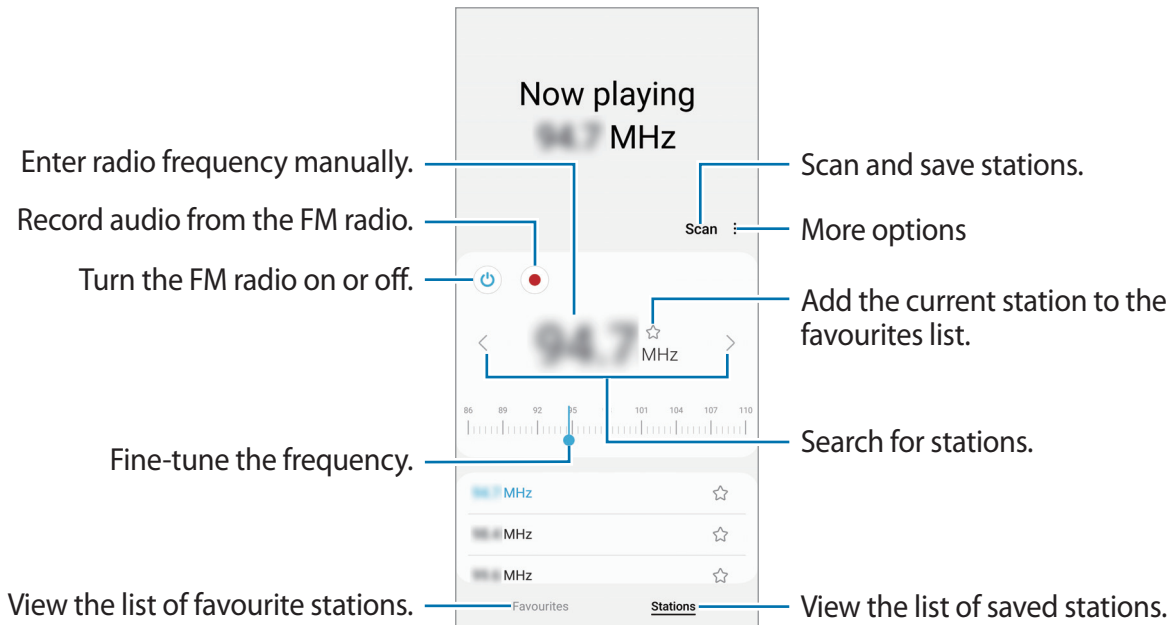 Now playing
MHz
Enter radio frequency manually.
Scan and save stations.
Record audio from the FM radio.
Scan
More options
Turn the FM radio on or off.
Add the current station to the
favourites list.
MHz
86 89 92 95 101 104 107 110
Search for stations.
Fine-tune the frequency.
MHz
MHz
MHz
View the list of favourite stations.
Favourites
Stations
View the list of saved stations.